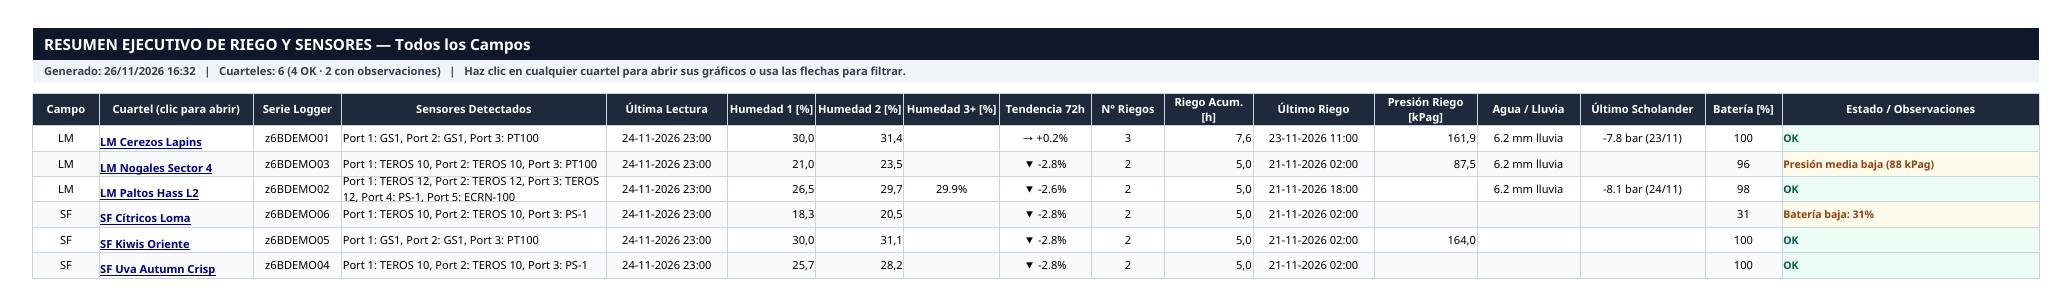 RESUMEN EJECUTIVO DE RIEGO Y SENSORES — Todos los Campos
Generado: 26/11/2026 16:32 | Cuarteles: 6 (4 OK · 2 con observaciones) | Haz clic en cualquier cuartel para abrir sus gráficos o usa las flechas para filtrar.
Campo Cuartel (clic para abrir) Serie Logger Sensores Detectados Última Lectura Humedad 1 [%] Humedad 2 [%] Humedad 3+ [%] Tendencia 72h N° Riegos Riego Acum. [h] Último Riego Presión Riego [kPag] Agua / Lluvia Último Scholander Batería [%] Estado / Observaciones
LM LM Cerezos Lapins z6BDEMO01 Port 1: GS1, Port 2: GS1, Port 3: PT100 24-11-2026 23:00 30,0 31,4 → +0.2% 3 7,6 23-11-2026 11:00 161,9 6.2 mm lluvia -7.8 bar (23/11) 100 OK
LM LM Nogales Sector 4 z6BDEMO03 Port 1: TEROS 10, Port 2: TEROS 10, Port 3: PT100 24-11-2026 23:00 21,0 23,5 ▼ -2.8% 2 5,0 21-11-2026 02:00 87,5 6.2 mm lluvia 96 Presión media baja (88 kPag)
LM LM Paltos Hass L2 z6BDEMO02 Port 1: TEROS 12, Port 2: TEROS 12, Port 3: TEROS 12, Port 4: PS-1, Port 5: ECRN-100 24-11-2026 23:00 26,5 29,7 29.9% ▼ -2.6% 2 5,0 21-11-2026 18:00 6.2 mm lluvia -8.1 bar (24/11) 98 OK
SF SF Cítricos Loma z6BDEMO06 Port 1: TEROS 10, Port 2: TEROS 10, Port 3: PS-1 24-11-2026 23:00 18,3 20,5 ▼ -2.8% 2 5,0 21-11-2026 02:00 31 Batería baja: 31%
SF SF Kiwis Oriente z6BDEMO05 Port 1: GS1, Port 2: GS1, Port 3: PT100 24-11-2026 23:00 30,0 31,1 ▼ -2.8% 2 5,0 21-11-2026 02:00 164,0 100 OK
SF SF Uva Autumn Crisp z6BDEMO04 Port 1: TEROS 10, Port 2: TEROS 10, Port 3: PS-1 24-11-2026 23:00 25,7 28,2 ▼ -2.8% 2 5,0 21-11-2026 02:00 100 OK